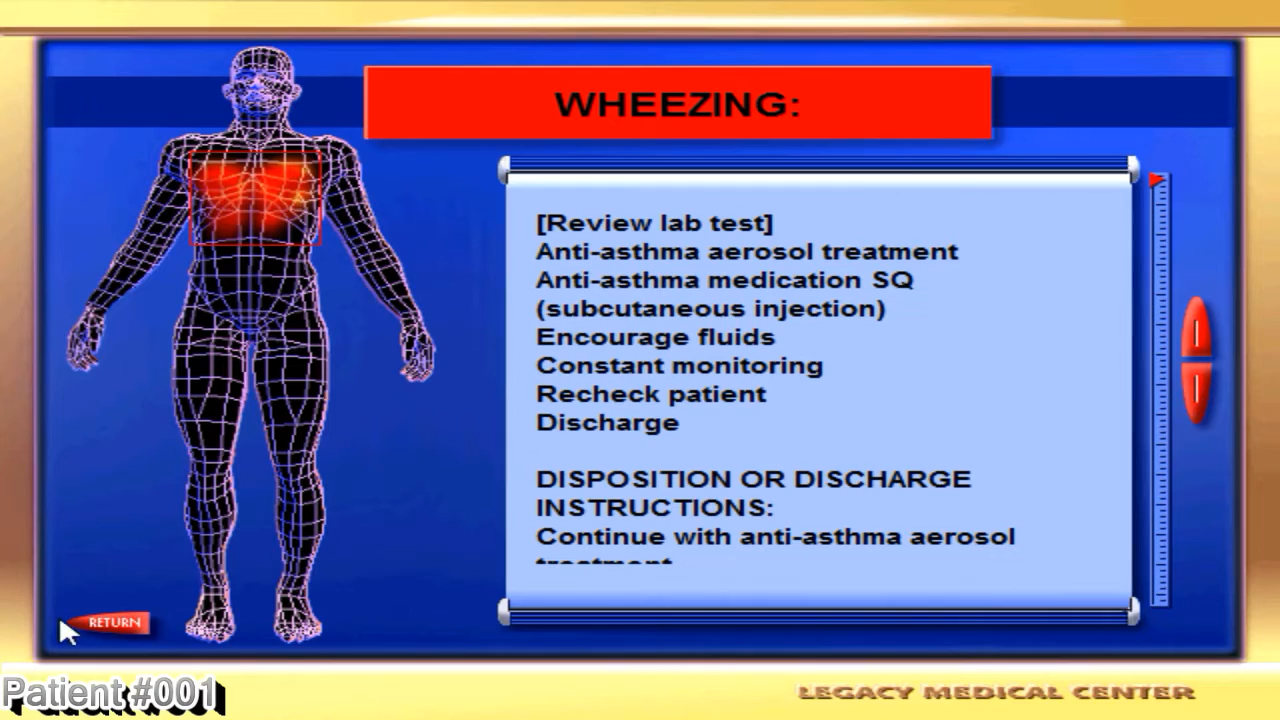 WHEEZING:
[Review lab test]
Anti-asthma aerosol treatment
Anti-asthma medication SQ
(subcutaneous injection)
Encourage fluids
Constant monitoring
Recheck patient
Discharge
DISPOSITION OR DISCHARGE
INSTRUCTIONS:
Continue with anti-asthma aerosol
treatment
RETURN
Patient #001
LEGACY MEDICAL CENTER